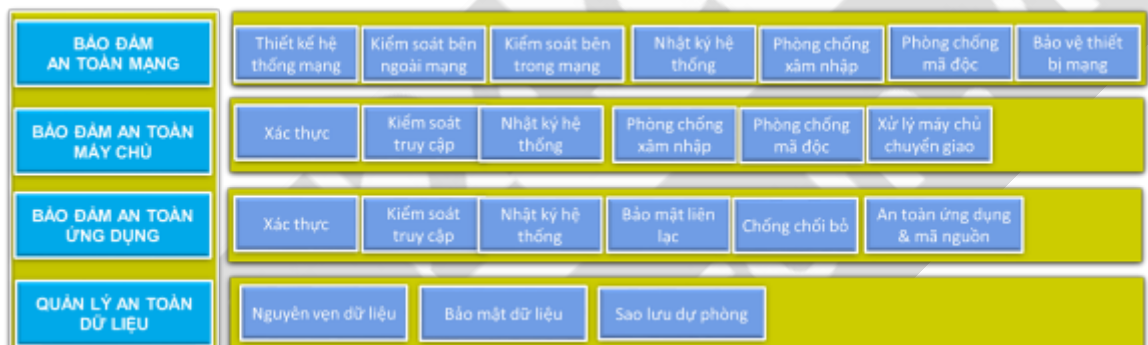 BẢO ĐẢM
AN TOÀN MẠNG
Thiết kế hệ
thống mạng
Kiểm soát bên
ngoài mạng
Kiểm soát bên
trong mạng
Nhật ký hệ
thống
Phòng chống
xâm nhập
Phòng chống
mã độc
Bảo vệ thiết
bị mạng
BẢO ĐẢM AN TOÀN
MÁY CHỦ
Xác thực
Kiểm soát
truy cập
Nhật ký hệ
thống
Phòng chống
xâm nhập
Phòng chống
mã độc
Xử lý máy chủ
chuyển giao
BẢO ĐẢM AN TOÀN
ỨNG DỤNG
Xác thực
Kiểm soát
truy cập
Nhật ký hệ
thống
Bảo mật liên
lạc
Chống chối bỏ
An toàn ứng dụng
& mã nguồn
QUẢN LÝ AN TOÀN
DỮ LIỆU
Nguyên vẹn dữ liệu
Bảo mật dữ liệu
Sao lưu dự phòng